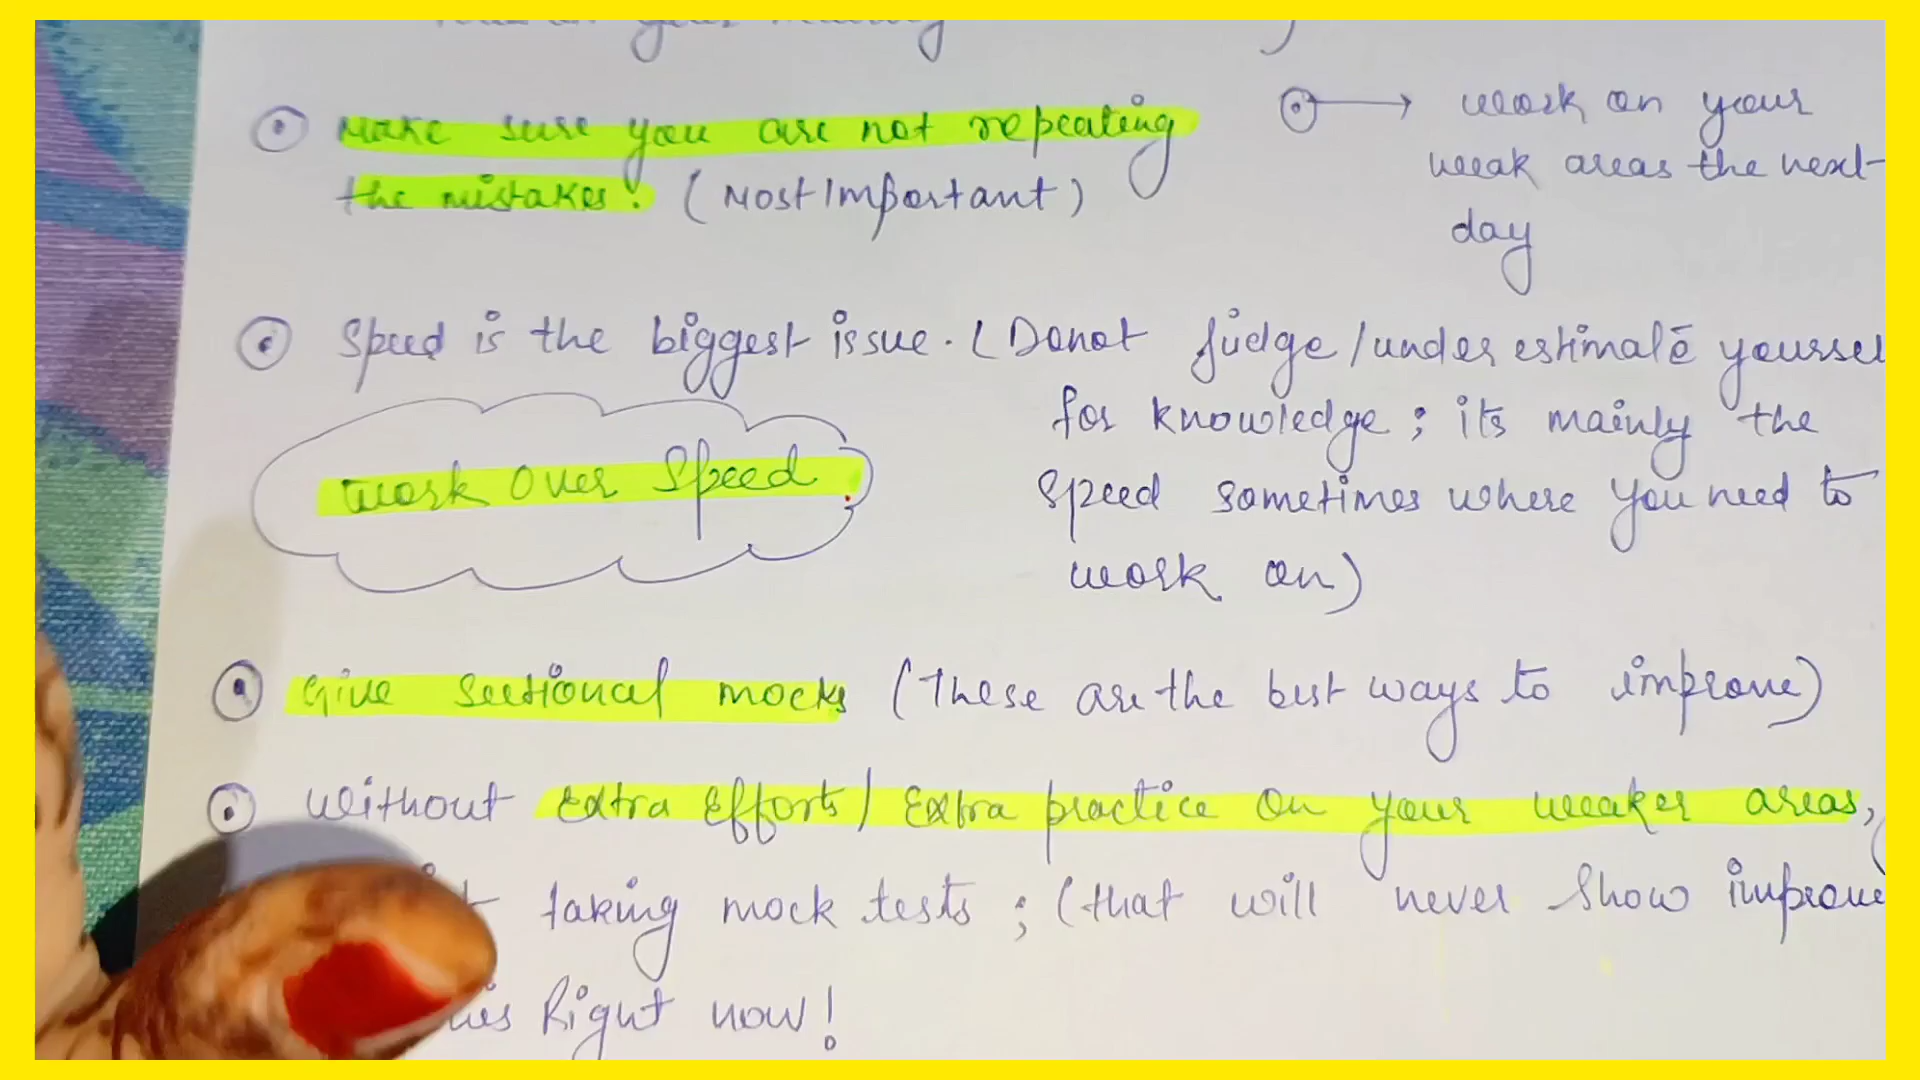 Make sure you are not repeating
the mistakes. (Most Important)
→ work on your
weak areas the next
day
Speed is the biggest issue. (Donot judge/underestimate yoursel
for knowledge; its mainly the
speed sometimes where you need to
work on)
Work Over Speed.
Give sectional mocks (These are the best ways to improve)
Without Extra Efforts/ Extra practice on your weaker areas,
taking mock tests; (that will never show improve
Right now!